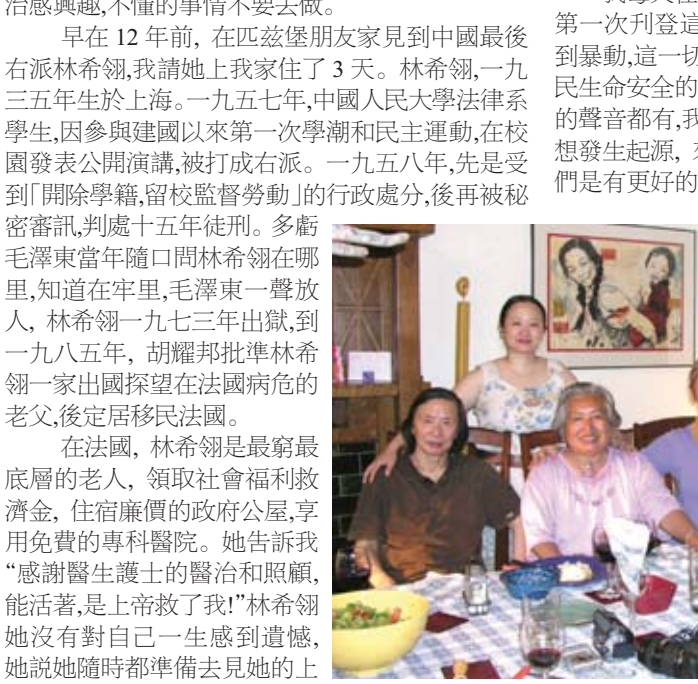 治感興趣,不懂的事情不要去做。
早在 12 年前, 在匹兹堡朋友家見到中國最後
右派林希翎,我請她上我家住了 3 天。林希翎,一九
三五年生於上海。一九五七年,中國人民大學法律系
學生,因參與建國以來第一次學潮和民主運動,在校
園發表公開演講,被打成右派。一九五八年,先是受
到「開除學籍,留校監督勞動」的行政處分,後再被秘
密審訊,判處十五年徒刑。多虧
毛澤東當年隨口問林希翎在哪
里,知道在牢里,毛澤東一聲放
人, 林希翎一九七三年出獄,到
一九八五年, 胡耀邦批準林希
翎一家出國探望在法國病危的
老父,後定居移民法國。
在法國, 林希翎是最窮最
底層的老人, 領取社會福利救
濟金, 住宿廉價的政府公屋,享
用免費的專科醫院。她告訴我
“感謝醫生護士的醫治和照顧,
能活著,是上帝救了我!”林希翎
她沒有對自己一生感到遺憾,
她説她隨時都準備去見她的上
第一次刊登這
到暴動,這一切
民生命安全的
的聲音都有,我
想發生起源,
們是有更好的